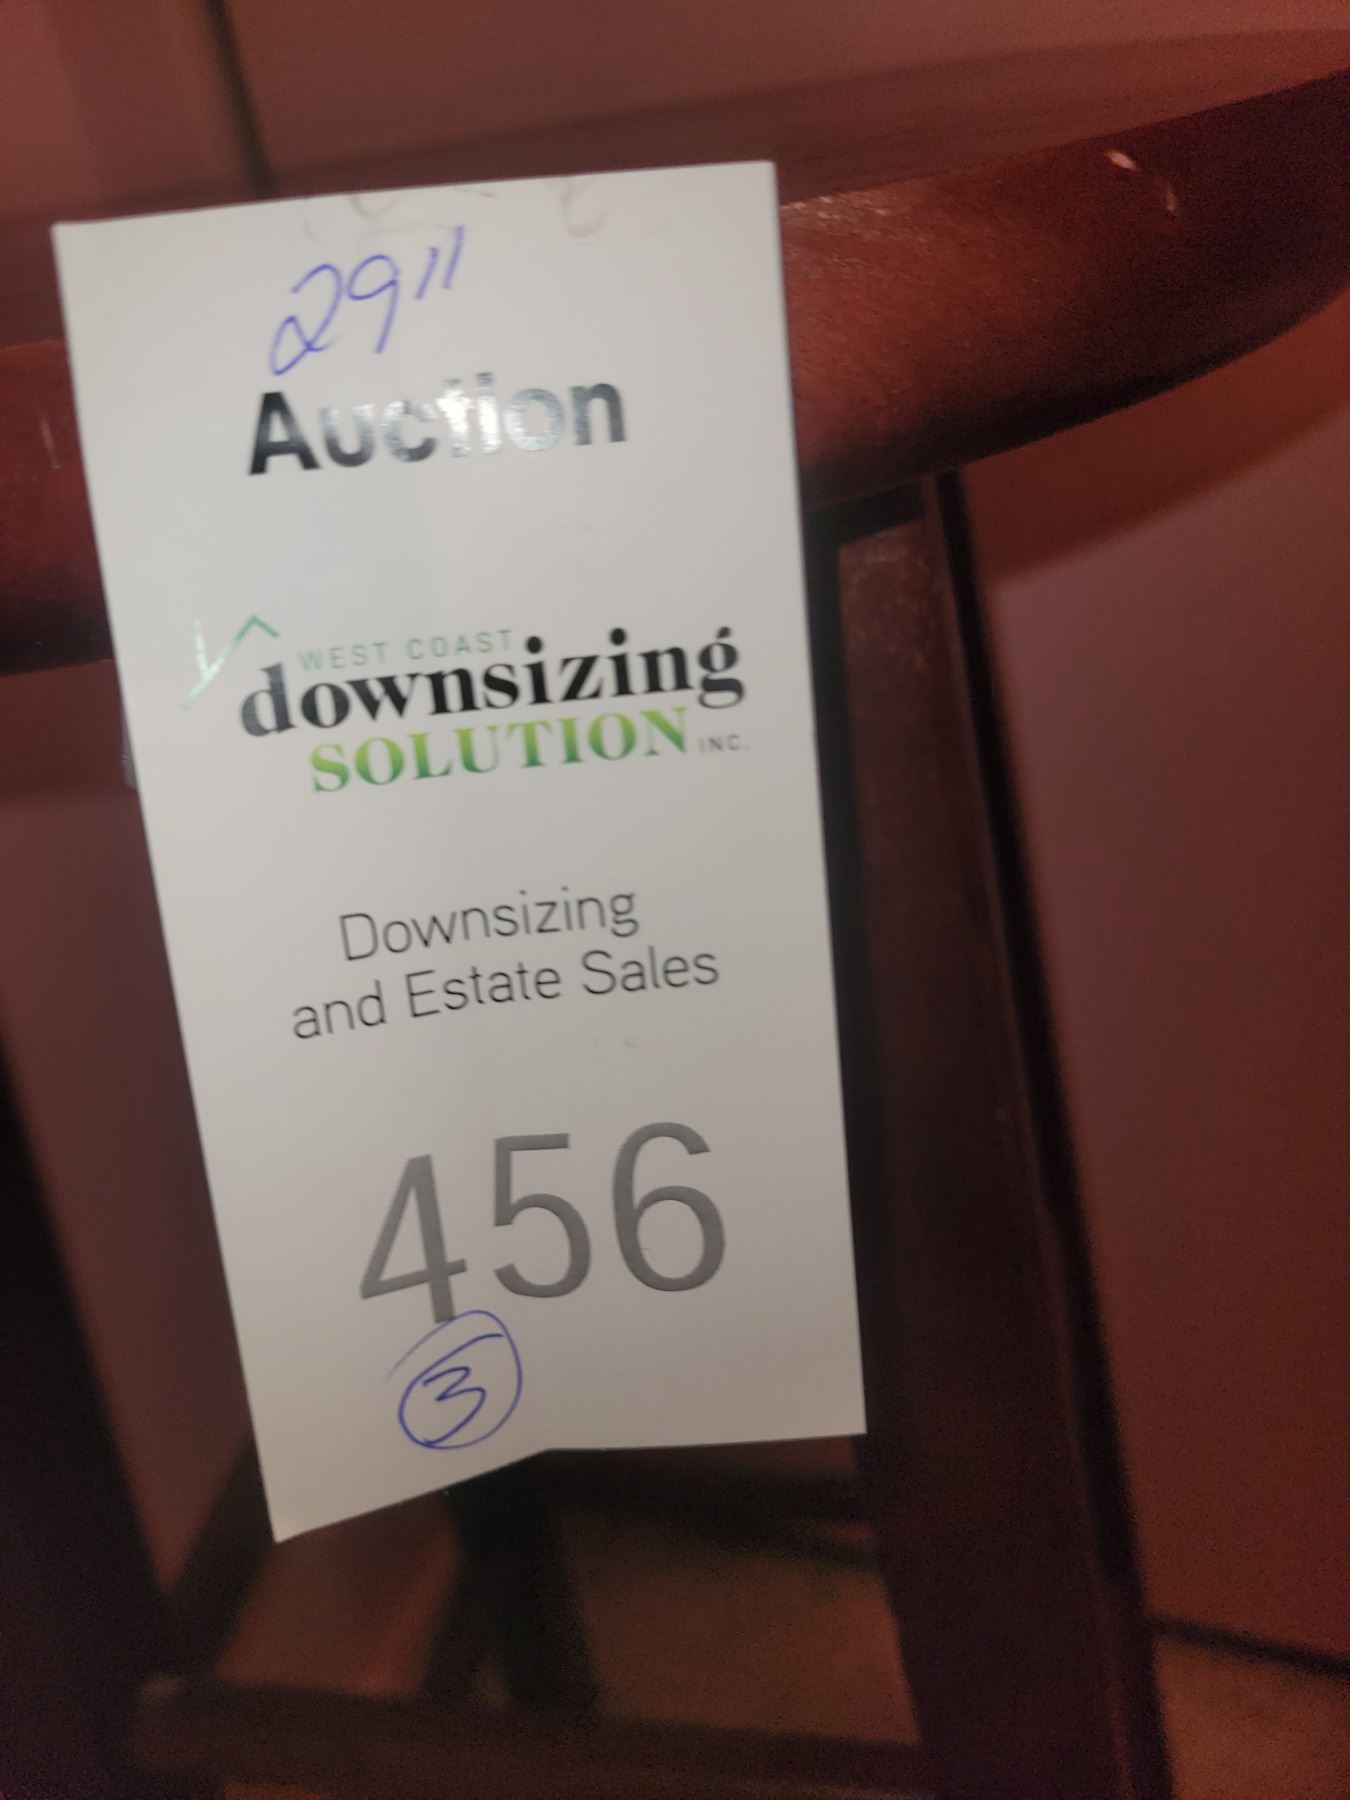 29"
Auction
WEST COAST
downsizing
SOLUTION INC.
Downsizing
and Estate Sales
456
3